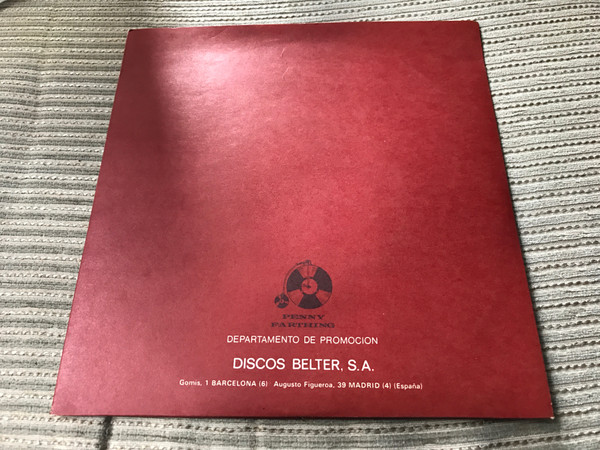 PENNY
FARTHING
DEPARTAMENTO DE PROMOCION
DISCOS BELTER, S.A.
Gomis, 1 BARCELONA (6) Augusto Figueroa, 39 MADRID (4) (España)